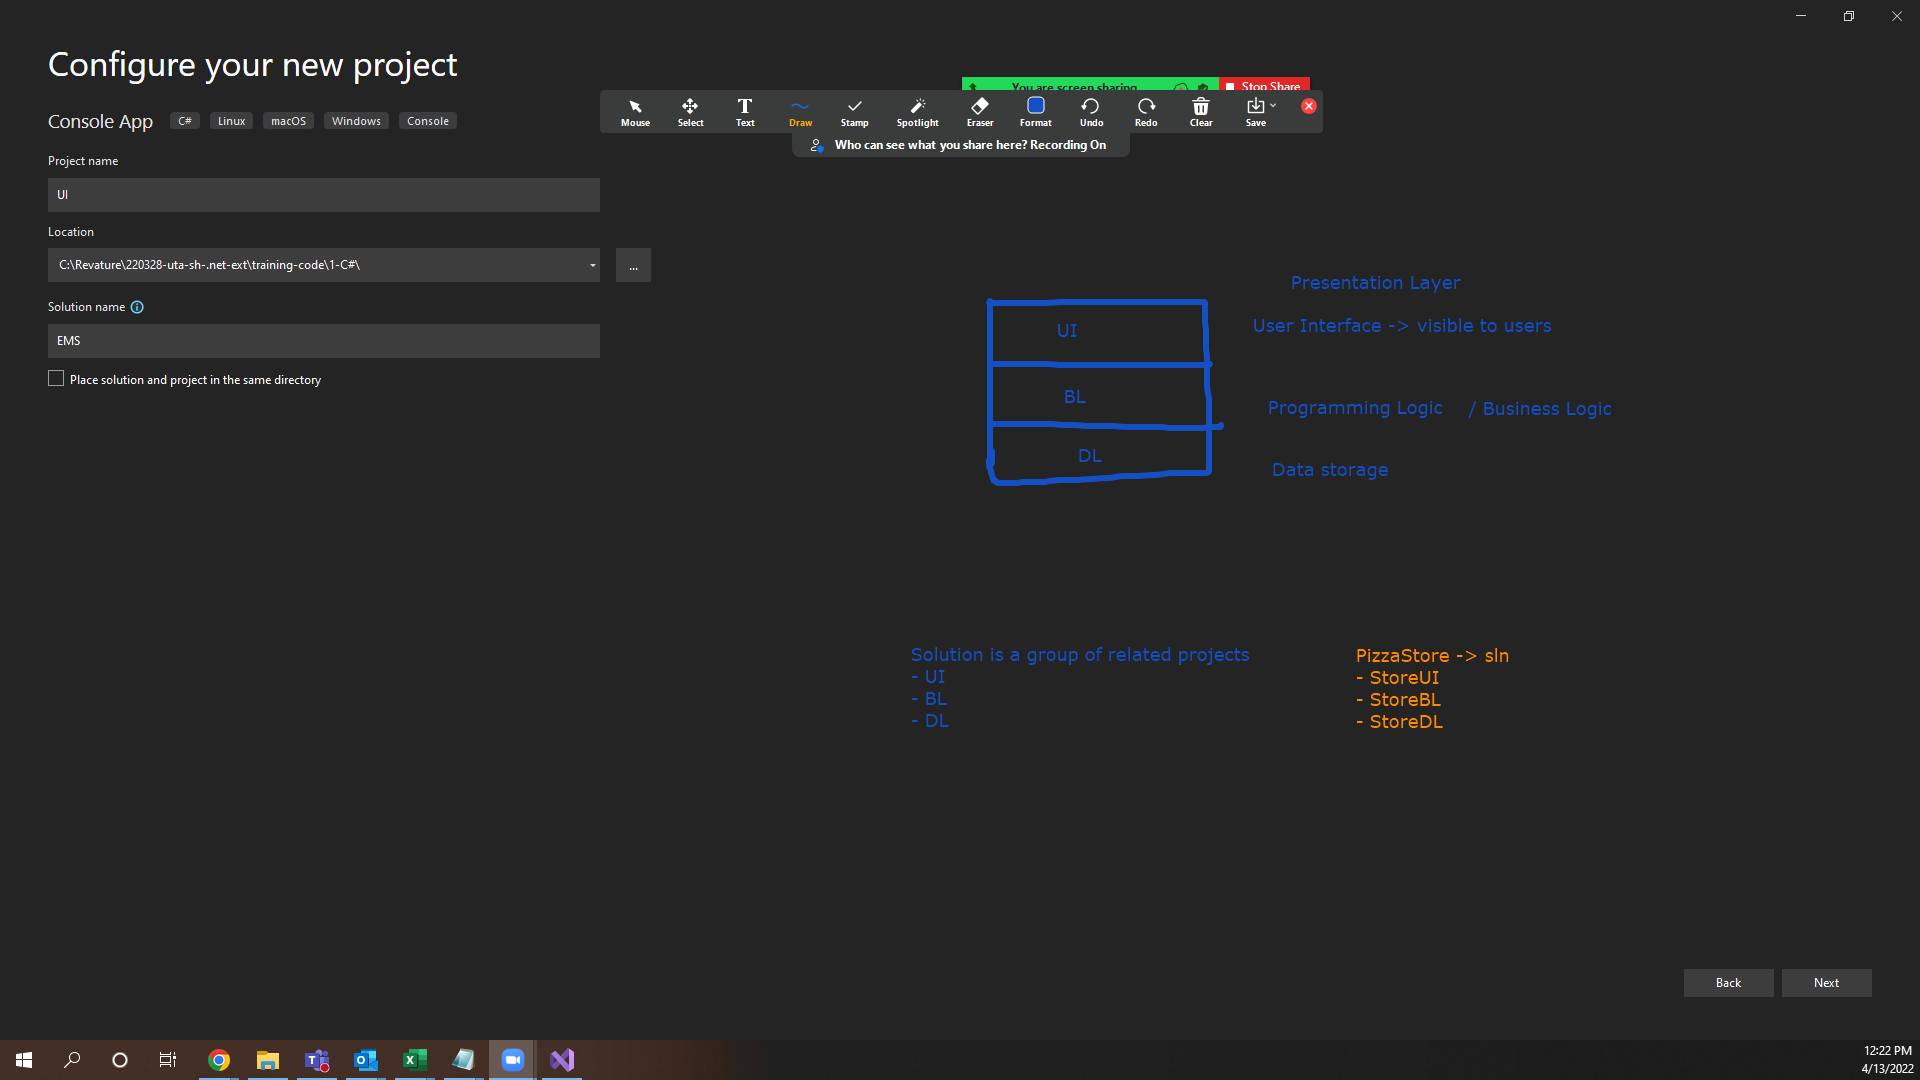 Configure your new project
Console App C# Linux macOS Windows Console
Project name
UI
Location
C:\Revature\220328-uta-sh-.net-ext\training-code\1-C#\
...
Solution name
EMS
Place solution and project in the same directory
You are screen sharing
Stop Share
Mouse Select Text Draw Stamp Spotlight Eraser Format Undo Redo Clear Save
Who can see what you share here? Recording On
Presentation Layer
UI
User Interface -> visible to users
BL
Programming Logic / Business Logic
DL
Data storage
Solution is a group of related projects
- UI
- BL
- DL
PizzaStore -> sln
- StoreUI
- StoreBL
- StoreDL
Back Next
12:22 PM
4/13/2022